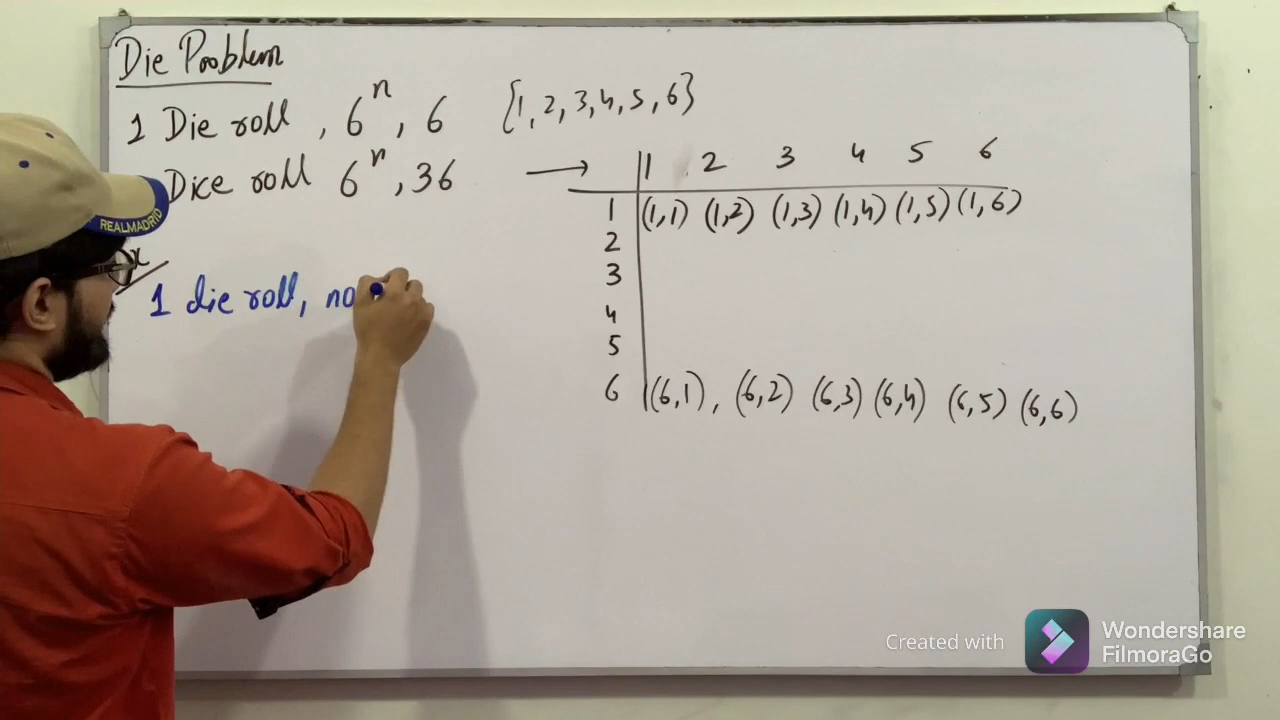 Die Problem
1 Die roll , 6ⁿ , 6 {1, 2, 3, 4, 5, 6}
Dice roll 6ⁿ , 36 →
1 2 3 4 5 6
1 (1,1) (1,2) (1,3) (1,4) (1,5) (1,6)
2
3
4
5
6 (6,1), (6,2) (6,3) (6,4) (6,5) (6,6)
x
1 die roll, no
REALMADRID
Created with Wondershare FilmoraGo